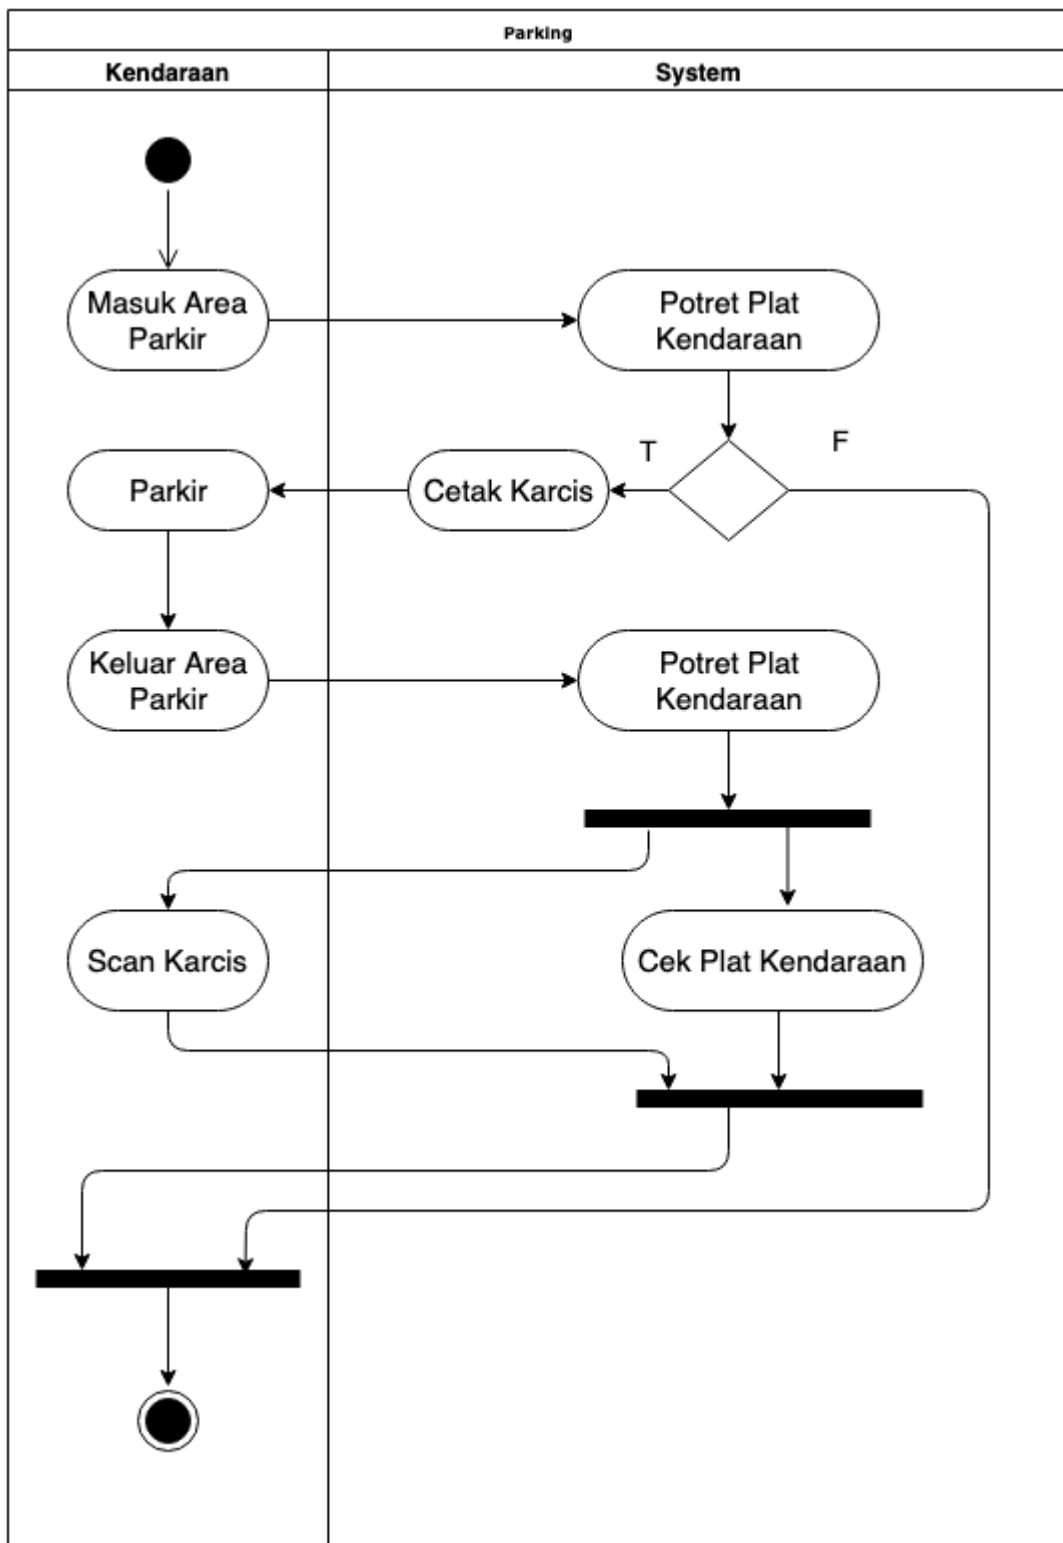 Parking
Kendaraan
System
Masuk Area
Parkir
Potret Plat
Kendaraan
T
F
Parkir
Cetak Karcis
Keluar Area
Parkir
Potret Plat
Kendaraan
Scan Karcis
Cek Plat Kendaraan